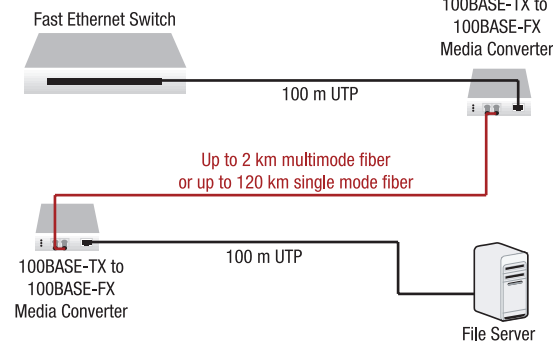 Fast Ethernet Switch
100BASE-TX to
100BASE-FX
Media Converter
100 m UTP
Up to 2 km multimode fiber
or up to 120 km single mode fiber
100BASE-TX to
100BASE-FX
Media Converter
100 m UTP
File Server